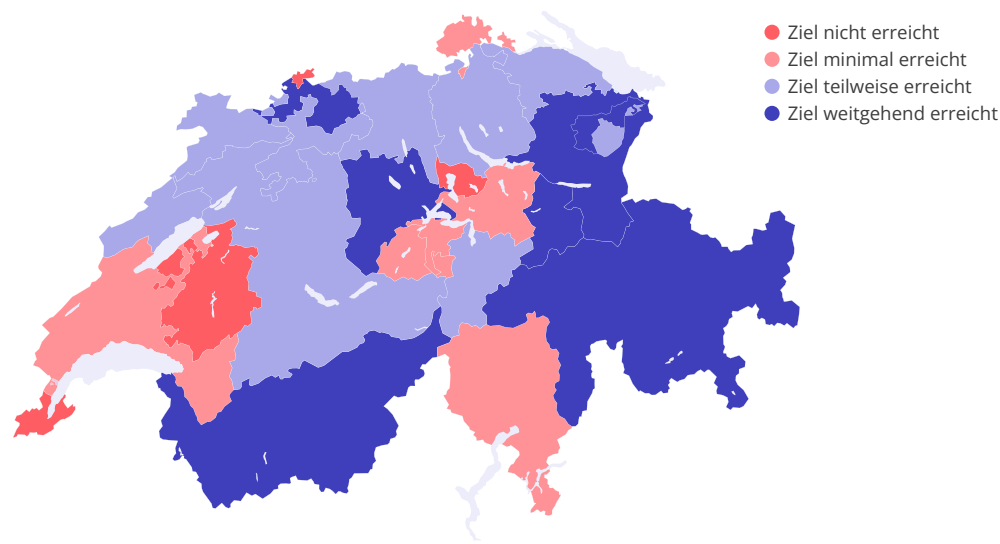 Ziel nicht erreicht
Ziel minimal erreicht
Ziel teilweise erreicht
Ziel weitgehend erreicht